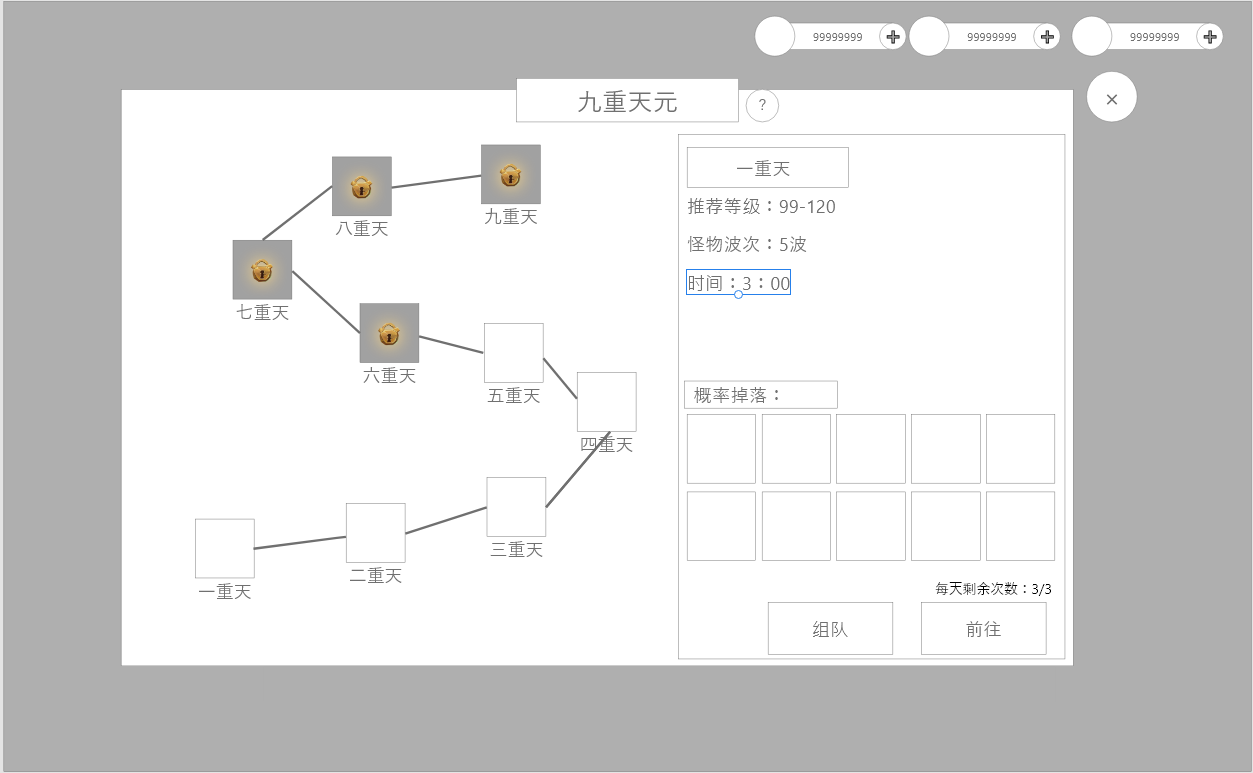 99999999
99999999
99999999
九重天元
?
×
八重天
九重天
七重天
六重天
五重天
四重天
三重天
二重天
一重天
一重天
推荐等级：99-120
怪物波次：5波
时间：3：00
概率掉落：
每天剩余次数：3/3
组队
前往